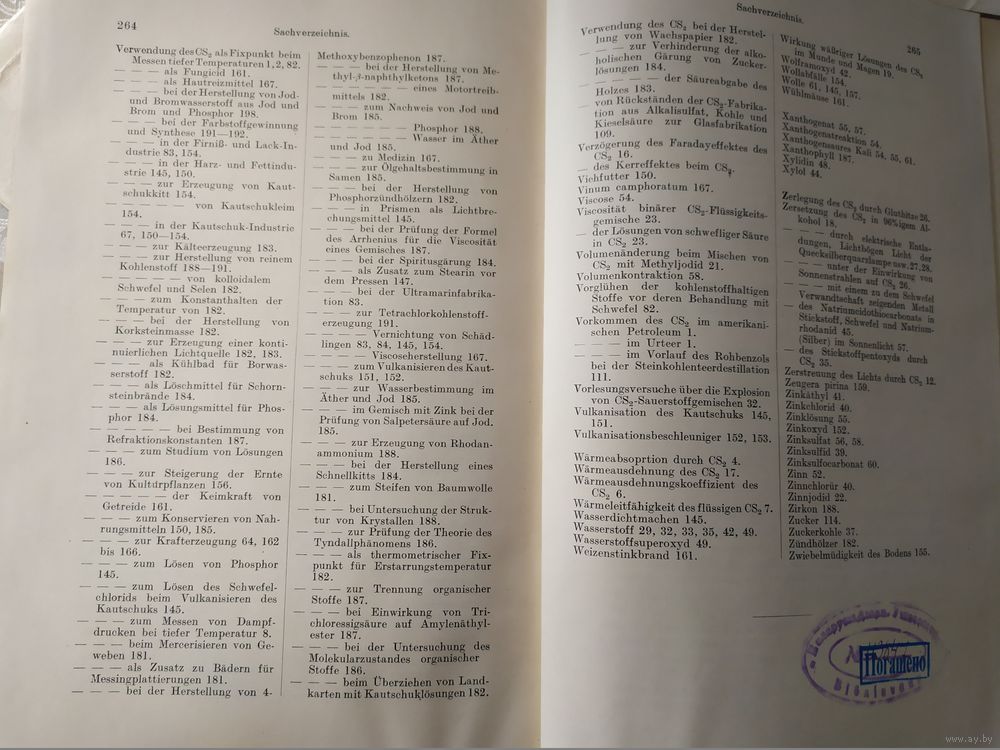 264
Sachverzeichnis.
Verwendung des CS2 als Fixpunkt beim
Messen tiefer Temperaturen 1, 2, 82.
— — — als Fungicid 161.
— — — als Hautreizmittel 167.
— — — bei der Herstellung von Jod-
und Bromwasserstoff aus Jod und
Brom und Phosphor 198.
— — — bei der Farbstoffgewinnung
und Synthese 191—192.
— — — in der Firniß- und Lack-In-
dustrie 83, 154.
— — — in der Harz- und Fettindu-
strie 145, 150.
— — — zur Erzeugung von Kaut-
schukkitt 154.
— — — — — von Kautschukleim
154.
— — — in der Kautschuk-Industrie
67, 150—154.
— — — zur Kälteerzeugung 183.
— — — zur Herstellung von reinem
Kohlenstoff 188—191.
— — — — — von kolloidalem
Schwefel und Selen 182.
— — — zum Konstanthalten der
Temperatur von 182.
— — — bei der Herstellung von
Korksteinmasse 182.
— — — zur Erzeugung einer konti-
nuierlichen Lichtquelle 182, 183.
— — — als Kühlbad für Borwas-
serstoff 182.
— — — als Löschmittel für Schorn-
steinbrände 184.
— — — als Lösungsmittel für Phos-
phor 184.
— — — — — bei Bestimmung von
Refraktionskonstanten 187.
— — — zum Studium von Lösungen
186.
— — — zur Steigerung der Ernte
von Kultdrpflanzen 156.
— — — — — der Keimkraft von
Getreide 161.
— — — zum Konservieren von Nah-
rungsmitteln 150, 185.
— — — zur Krafterzeugung 64, 162
bis 166.
— — — zum Lösen von Phosphor
145.
— — — zum Lösen des Schwefel-
chlorids beim Vulkanisieren des
Kautschuks 145.
— — — zum Messen von Dampf-
drucken bei tiefer Temperatur 8.
— — — beim Mercerisieren von Ge-
weben 181.
— — — als Zusatz zu Bädern für
Messingplattierungen 181.
— — — bei der Herstellung von 4-
Methoxybenzophenon 187.
— — — bei der Herstellung von Me-
thyl-β-naphthylketons 187.
— — — — — eines Motortreib-
mittels 182.
— — — zum Nachweis von Jod und
Brom 185.
— — — — — Phosphor 188.
— — — — — Wasser im Äther
und Jod 185.
— — — zu Medizin 167.
— — — zur Ölgehaltsbestimmung in
Samen 185.
— — — bei der Herstellung von
Phosphorzündhölzern 182.
— — — in Prismen als Lichtbre-
chungsmittel 145.
— — — bei der Prüfung der Formel
des Arrhenius für die Viscosität
eines Gemisches 187.
— — — bei der Spiritusgärung 184.
— — — als Zusatz zum Stearin vor
dem Pressen 147.
— — — bei der Ultramarinfabrika-
tion 83.
— — — zur Tetrachlorkohlenstoff-
erzeugung 191.
— — — Vernichtung von Schäd-
lingen 83, 84, 145, 154.
— — — Viscoseherstellung 167.
— — — zum Vulkanisieren des Kaut-
schuks 151, 152.
— — — zur Wasserbestimmung im
Äther und Jod 185.
— — — im Gemisch mit Zink bei der
Prüfung von Salpetersäure auf Jod.
185.
— — — zur Erzeugung von Rhodan-
ammonium 188.
— — — bei der Herstellung eines
Schnellkitts 184.
— — — zum Steifen von Baumwolle
181.
— — — bei Untersuchung der Struk-
tur von Krystallen 188.
— — — zur Prüfung der Theorie des
Tyndallphänomens 186.
— — — als thermometrischer Fix-
punkt für Erstarrungstemperatur
182.
— — — zur Trennung organischer
Stoffe 187.
— — — bei Einwirkung von Tri-
chloressigsäure auf Amylenäthyl-
ester 187.
— — — bei der Untersuchung des
Molekularzustandes organischer
Stoffe 186.
— — — beim Überziehen von Land-
karten mit Kautschuklösungen 182.
Sachverzeichnis.
265
Verwendung des CS2 bei der Herstel-
lung von Wachspapier 182.
— — — zur Verhinderung der alko-
holischen Gärung von Zucker-
lösungen 184.
— — — — — der Säureabgabe des
Holzes 183.
— von Rückständen der CS2-Fabrika-
tion aus Alkalisulfat, Kohle und
Kieselsäure zur Glasfabrikation
109.
Verzögerung des Faradayeffektes des
CS2 16.
— des Kerreffektes beim CS2.
Viehfutter 150.
Vinum camphoratum 167.
Viscose 54.
Viscosität binärer CS2-Flüssigkeits-
gemische 23.
— der Lösungen von schwefliger Säure
in CS2 23.
Volumenänderung beim Mischen von
CS2 mit Methyljodid 21.
Volumenkontraktion 58.
Vorglühen der kohlenstoffhaltigen
Stoffe vor deren Behandlung mit
Schwefel 82.
Vorkommen des CS2 im amerikani-
schen Petroleum 1.
— — — im Urteer 1.
— — — im Vorlauf des Rohbenzols
bei der Steinkohlenteerdestillation
111.
Vorlesungsversuche über die Explosion
von CS2-Sauerstoffgemischen 32.
Vulkanisation des Kautschuks 145,
151.
Vulkanisationsbeschleuniger 152, 153.
Wärmeabsoprtion durch CS2 4.
Wärmeausdehnung des CS2 17.
Wärmeausdehnungskoeffizient des
CS2 6.
Wärmeleitfähigkeit des flüssigen CS2 7.
Wasserdichtmachen 145.
Wasserstoff 29, 32, 33, 35, 42, 49.
Wasserstoffsuperoxyd 49.
Weizenstinkbrand 161.
Wirkung wäßriger Lösungen des CS2
im Munde und Magen 19.
Wolframoxyd 42.
Wollabfälle 154.
Wolle 61, 145, 157.
Wühlmäuse 161.
Xanthogenat 55, 57.
Xanthogenatreaktion 54.
Xanthogensaures Kali 54, 55, 61.
Xanthophyll 187.
Xylidin 48.
Xylol 44.
Zerlegung des CS2 durch Gluthitze 26.
Zersetzung des CS2 in 96%igem Al-
kohol 18.
— — — durch elektrische Entla-
dungen, Lichtbögen Licht der
Quecksilberquarzlampe usw. 27, 28.
— — — unter der Einwirkung von
Sonnenstrahlen auf CS2 26.
— — — mit einem zu dem Schwefel
Verwandtschaft zeigenden Metall
— des Natrimidothiocarbonats in
Stickstoff, Schwefel und Natrium-
rhodanid 45.
(Silber) im Sonnenlicht 57.
— des Stickstoffpentoxyds durch
CS2 35.
Zerstreuung des Lichts durch CS2 12.
Zeugera pirina 159.
Zinkäthyl 41.
Zinkchlorid 40.
Zinklösung 55.
Zinkoxyd 152.
Zinksulfat 56, 58.
Zinksulfid 39.
Zinksulfocarbonat 60.
Zinn 52.
Zinnchlorür 40.
Zinnjodid 22.
Zirkon 188.
Zucker 114.
Zuckerkohle 37.
Zündhölzer 182.
Zwiebelmüdigkeit des Bodens 155.
Погашено
www.ay.by